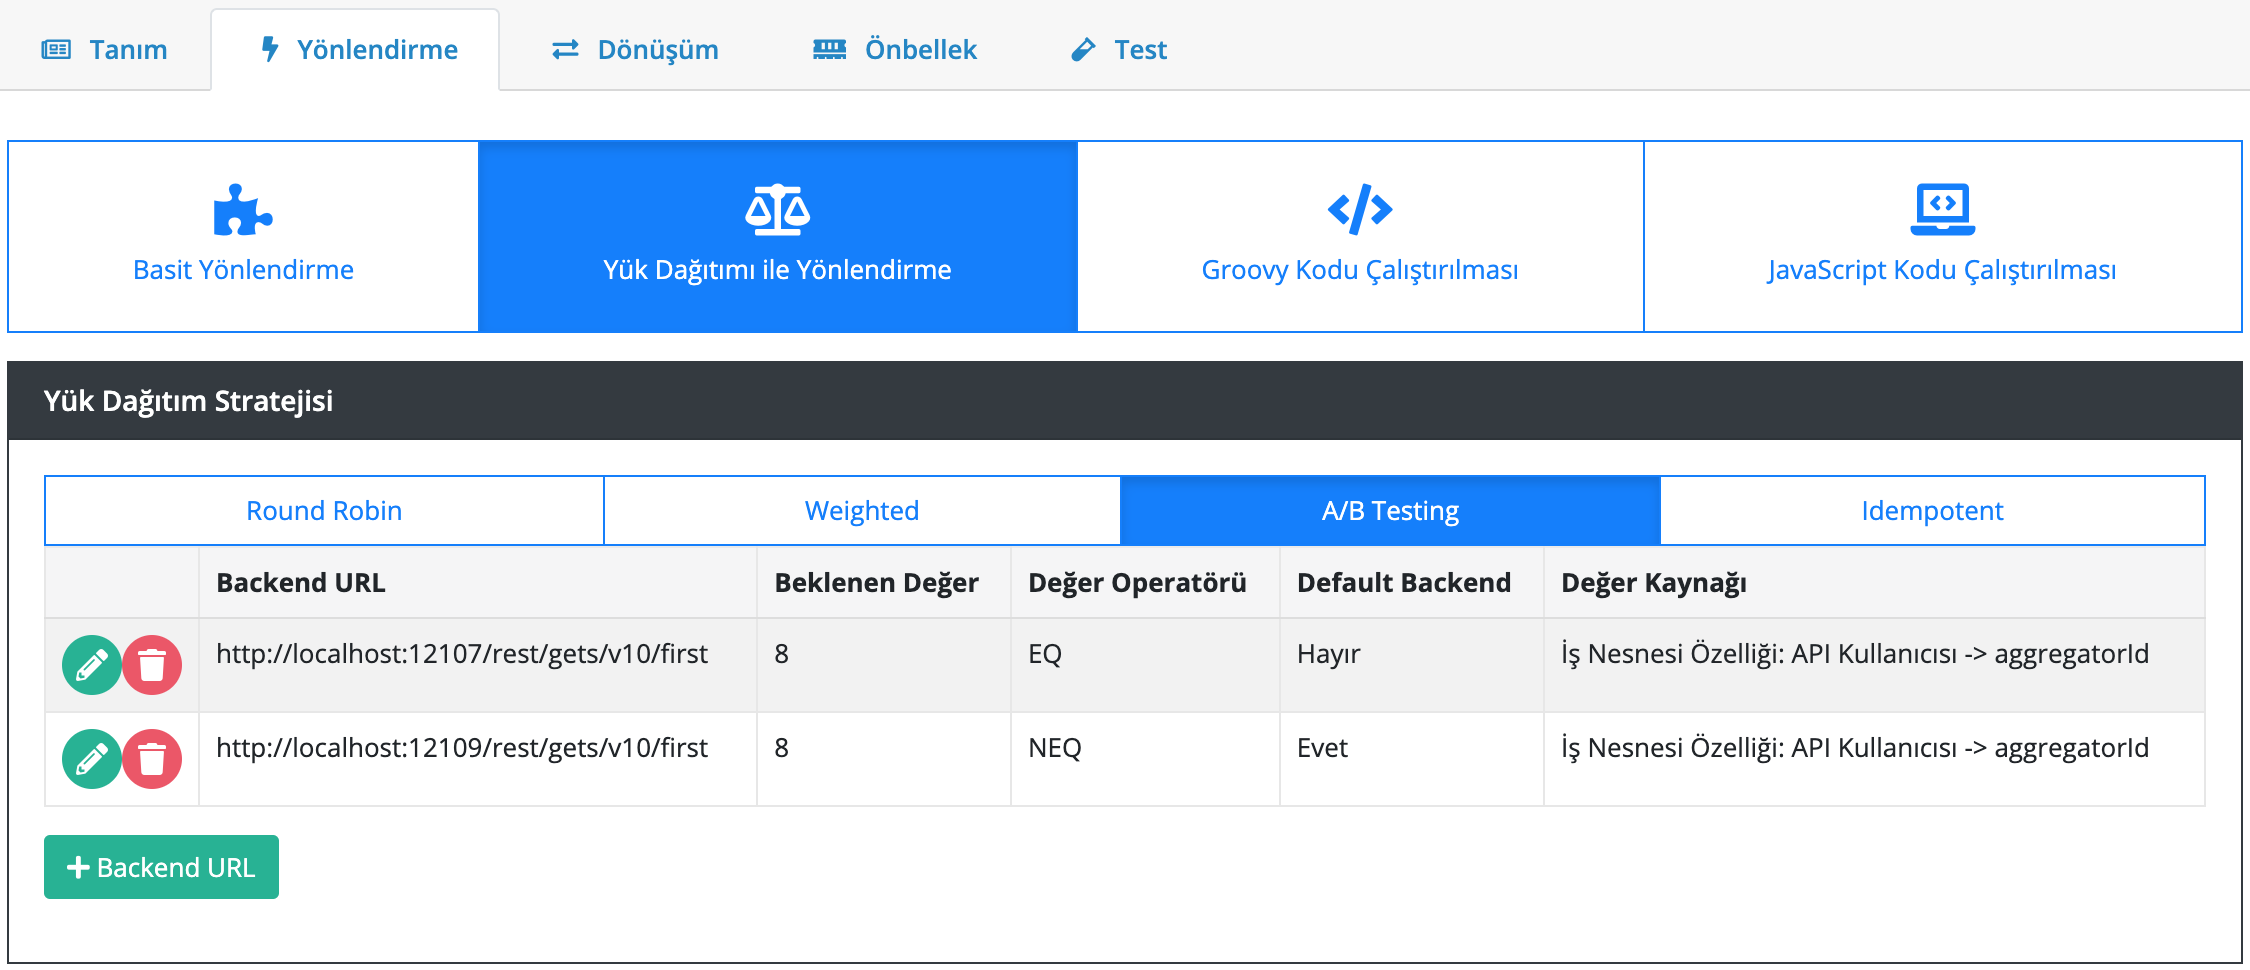 Tanım Yönlendirme Dönüşüm Önbellek Test
Basit Yönlendirme Yük Dağıtımı ile Yönlendirme Groovy Kodu Çalıştırılması JavaScript Kodu Çalıştırılması
Yük Dağıtım Stratejisi
Round Robin Weighted A/B Testing Idempotent
Backend URL Beklenen Değer Değer Operatörü Default Backend Değer Kaynağı
http://localhost:12107/rest/gets/v10/first 8 EQ Hayır İş Nesnesi Özelliği: API Kullanıcısı -> aggregatorId
http://localhost:12109/rest/gets/v10/first 8 NEQ Evet İş Nesnesi Özelliği: API Kullanıcısı -> aggregatorId
Backend URL